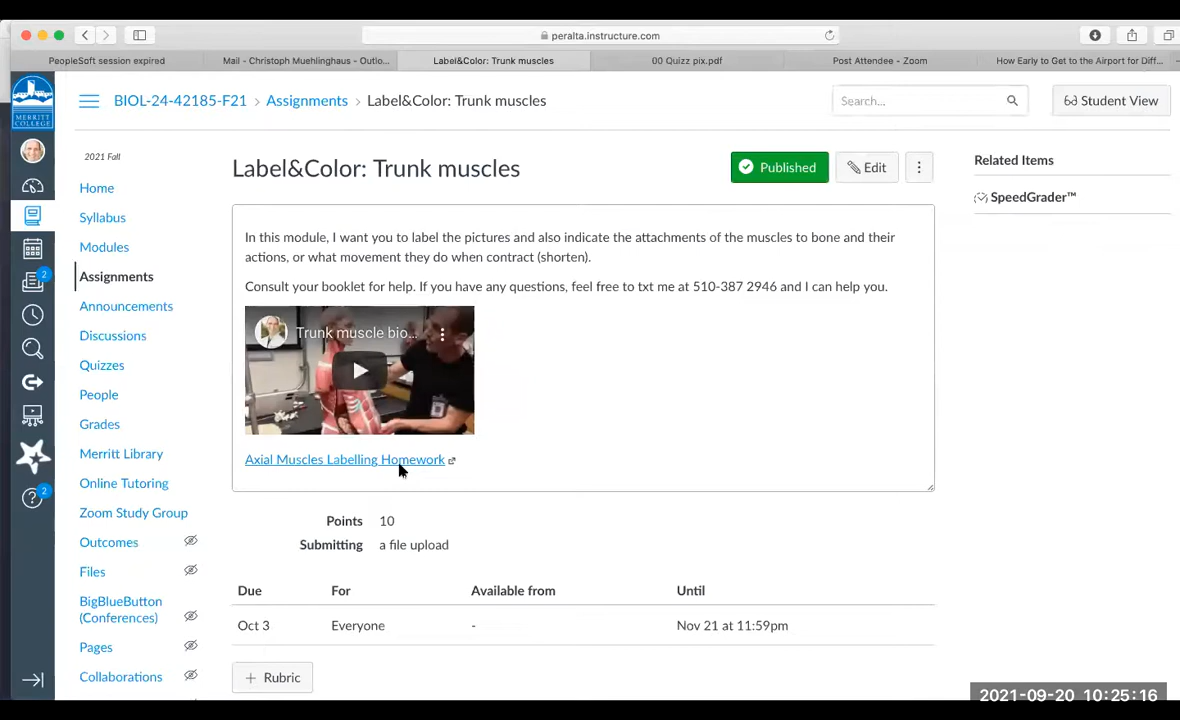 peralta.instructure.com
PeopleSoft session expired
Mail - Christoph Muehlinghaus - Outlo...
Label&Color: Trunk muscles
00 Quizz pix.pdf
Post Attendee - Zoom
How Early to Get to the Airport for Diff...
MERRITT
COLLEGE
BIOL-24-42185-F21 > Assignments > Label&Color: Trunk muscles
Search...
Student View
2021 Fall
Home
Syllabus
Modules
Assignments
Announcements
Discussions
Quizzes
People
Grades
Merritt Library
Online Tutoring
Zoom Study Group
Outcomes
Files
BigBlueButton
(Conferences)
Pages
Collaborations
2
2
Label&Color: Trunk muscles
Published
Edit
In this module, I want you to label the pictures and also indicate the attachments of the muscles to bone and their
actions, or what movement they do when contract (shorten).
Consult your booklet for help. If you have any questions, feel free to txt me at 510-387 2946 and I can help you.
Trunk muscle bio...
Axial Muscles Labelling Homework
Points 10
Submitting a file upload
Due For Available from Until
Oct 3 Everyone - Nov 21 at 11:59pm
+ Rubric
Related Items
SpeedGrader™
2021-09-20 10:25:16